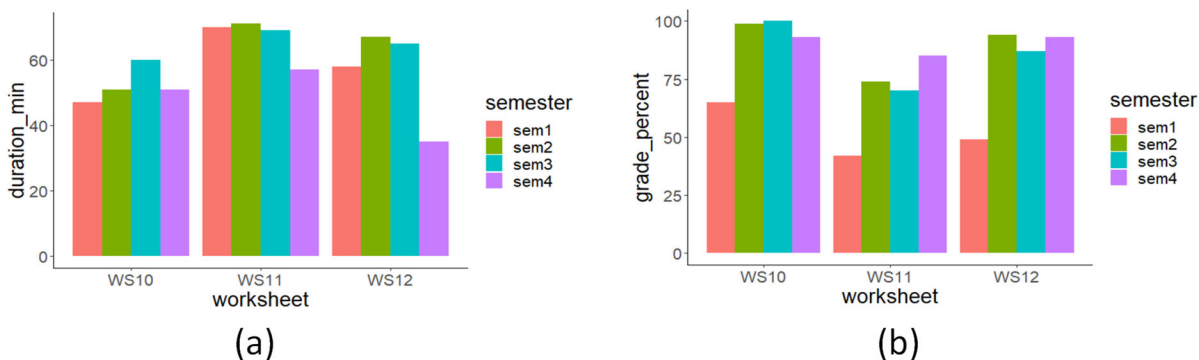 duration_min
60
40
20
0
WS10 WS11 WS12
worksheet
semester
sem1
sem2
sem3
sem4
(a)
grade_percent
100
75
50
25
0
WS10 WS11 WS12
worksheet
semester
sem1
sem2
sem3
sem4
(b)